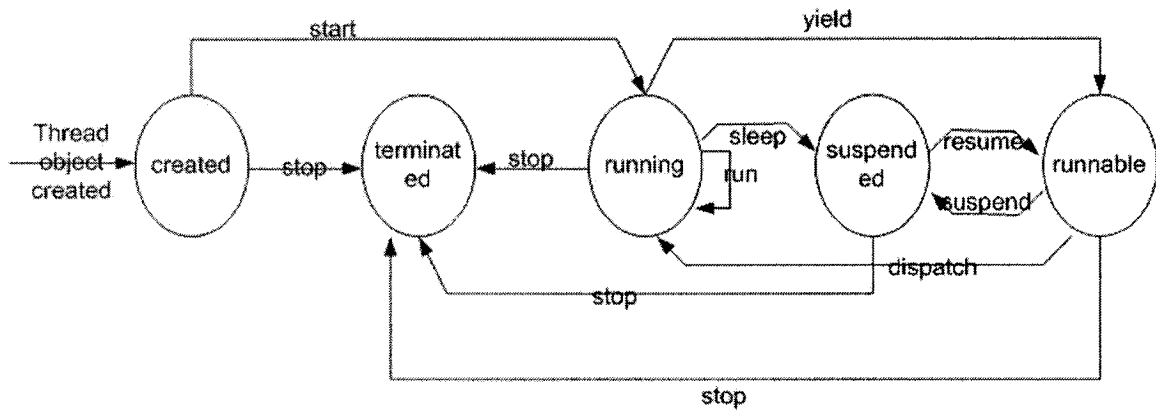 start
yield
Thread
object
created
created
stop
terminat
ed
stop
running
sleep
run
suspend
ed
resume
suspend
runnable
dispatch
stop
stop